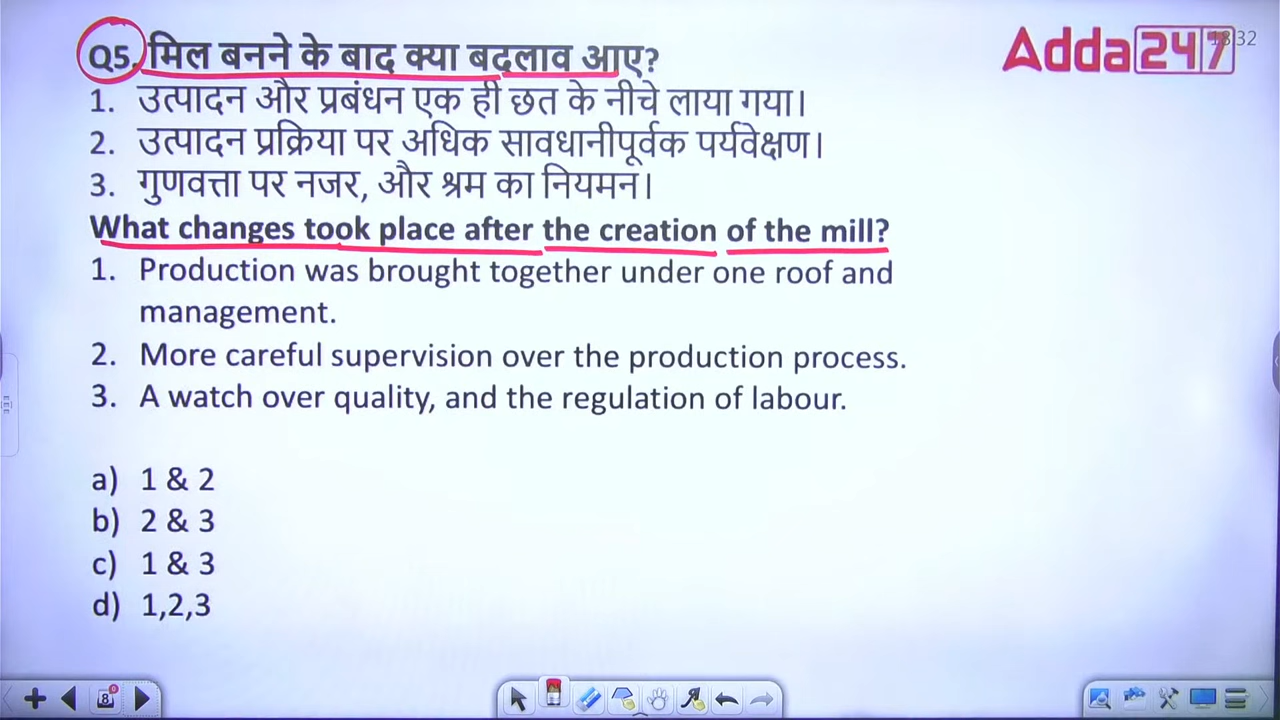 Q5. मिल बनने के बाद क्या बदलाव आए?
Adda247
18:32
1. उत्पादन और प्रबंधन एक ही छत के नीचे लाया गया।
2. उत्पादन प्रक्रिया पर अधिक सावधानीपूर्वक पर्यवेक्षण।
3. गुणवत्ता पर नजर, और श्रम का नियमन।
What changes took place after the creation of the mill?
1. Production was brought together under one roof and
management.
2. More careful supervision over the production process.
3. A watch over quality, and the regulation of labour.
a) 1 & 2
b) 2 & 3
c) 1 & 3
d) 1,2,3
8